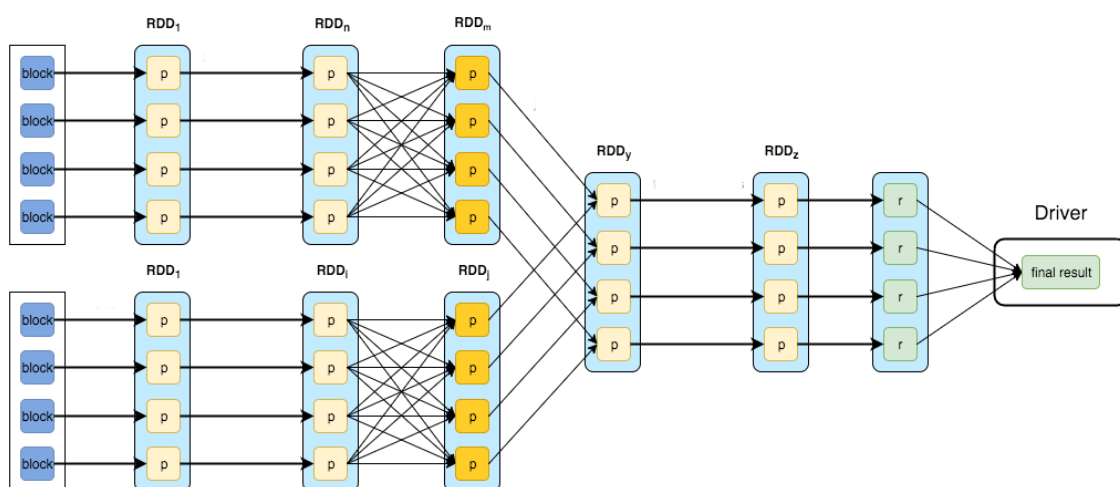 RDD1 RDDn RDDm
block p p p
block p p p
block p p p
block p p p
RDD1 RDDi RDDj
block p p p
block p p p
block p p p
block p p p
RDDy RDDz
p p r
p p r
p p r
p p r
Driver
final result